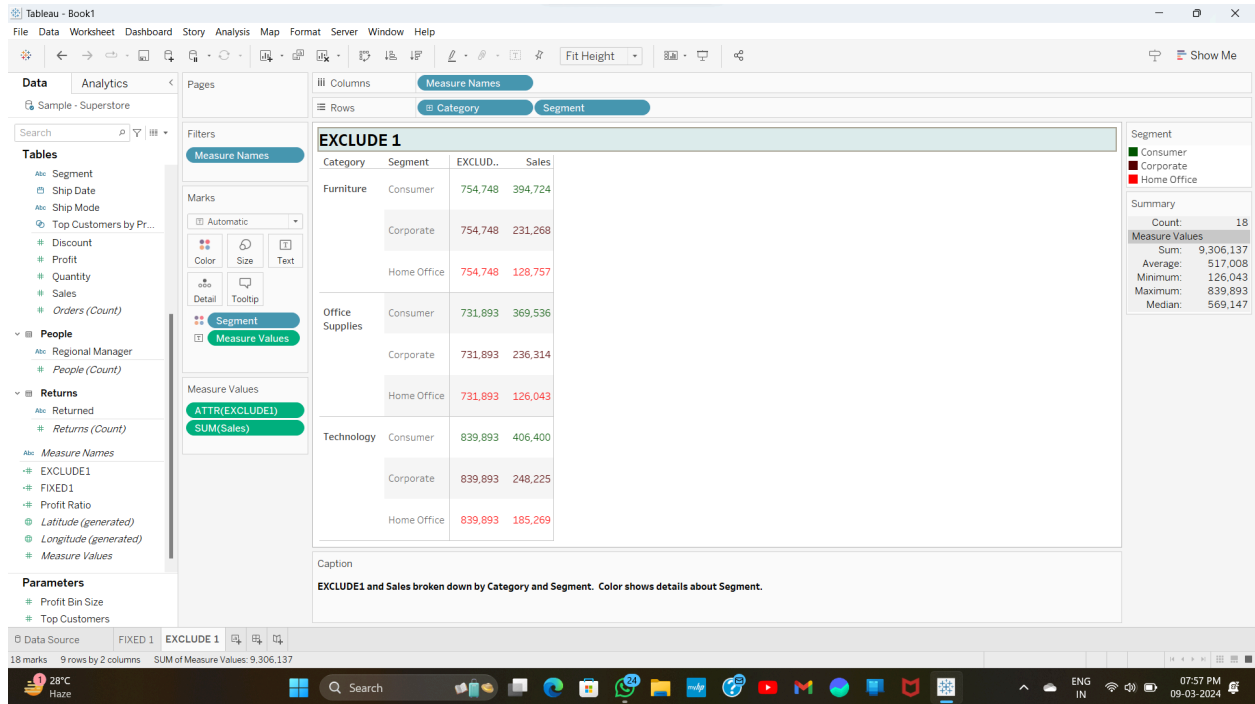 Tableau - Book1
File Data Worksheet Dashboard Story Analysis Map Format Server Window Help
Fit Height
Show Me
Data Analytics
Sample - Superstore
Search
Tables
Abc Segment
Ship Date
Abc Ship Mode
Top Customers by Pr...
# Discount
# Profit
# Quantity
# Sales
# Orders (Count)
People
Abc Regional Manager
# People (Count)
Returns
Abc Returned
# Returns (Count)
Abc Measure Names
# EXCLUDE1
# FIXED1
# Profit Ratio
Latitude (generated)
Longitude (generated)
# Measure Values
Parameters
# Profit Bin Size
# Top Customers
Pages
Filters
Measure Names
Marks
Automatic
Color Size Text
Detail Tooltip
Segment
Measure Values
Measure Values
ATTR(EXCLUDE1)
SUM(Sales)
Columns Measure Names
Rows Category Segment
EXCLUDE 1
Category Segment EXCLUD.. Sales
Furniture Consumer 754,748 394,724
Corporate 754,748 231,268
Home Office 754,748 128,757
Office Supplies Consumer 731,893 369,536
Corporate 731,893 236,314
Home Office 731,893 126,043
Technology Consumer 839,893 406,400
Corporate 839,893 248,225
Home Office 839,893 185,269
Caption
EXCLUDE1 and Sales broken down by Category and Segment. Color shows details about Segment.
Segment
Consumer
Corporate
Home Office
Summary
Count: 18
Measure Values
Sum: 9,306,137
Average: 517,008
Minimum: 126,043
Maximum: 839,893
Median: 569,147
Data Source FIXED 1 EXCLUDE 1
18 marks 9 rows by 2 columns SUM of Measure Values: 9,306,137
1
28°C
Haze
Search
24
myhp
ENG
IN
07:57 PM
09-03-2024